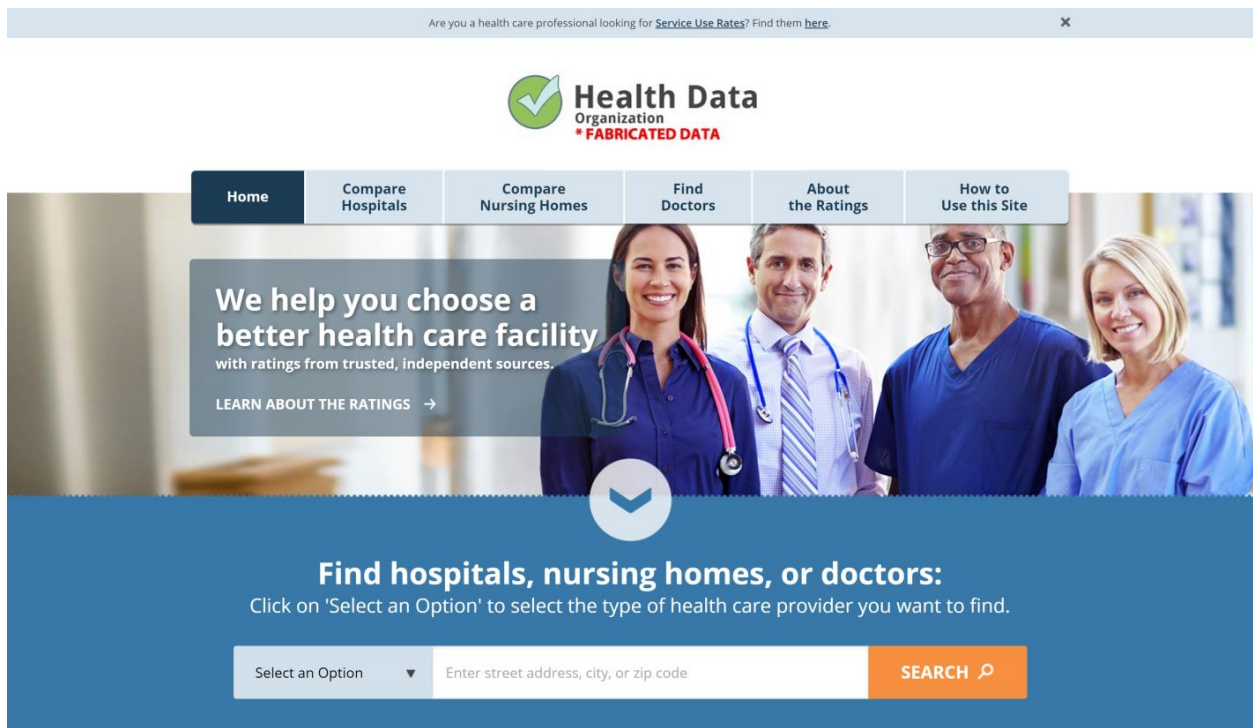 Are you a health care professional looking for Service Use Rates? Find them here.
Health Data
Organization
* FABRICATED DATA
Home
Compare
Hospitals
Compare
Nursing Homes
Find
Doctors
About
the Ratings
How to
Use this Site
We help you choose a
better health care facility
with ratings from trusted, independent sources.
LEARN ABOUT THE RATINGS →
Find hospitals, nursing homes, or doctors:
Click on 'Select an Option' to select the type of health care provider you want to find.
Select an Option ▼
Enter street address, city, or zip code
SEARCH